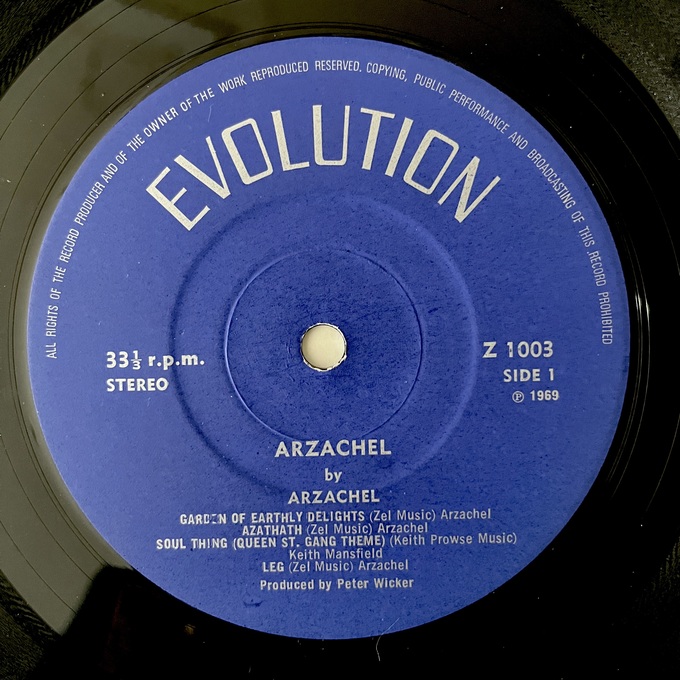 ALL RIGHTS OF THE RECORD PRODUCER AND OF THE OWNER OF THE WORK REPRODUCED RESERVED. COPYING, PUBLIC PERFORMANCE AND BROADCASTING OF THIS RECORD PROHIBITED
EVOLUTION
33⅓ r.p.m.
STEREO
Z 1003
SIDE 1
℗ 1969
ARZACHEL
by
ARZACHEL
GARDEN OF EARTHLY DELIGHTS (Zel Music) Arzachel
AZATHATH (Zel Music) Arzachel
SOUL THING (QUEEN ST. GANG THEME) (Keith Prowse Music)
Keith Mansfield
LEG (Zel Music) Arzachel
Produced by Peter Wicker